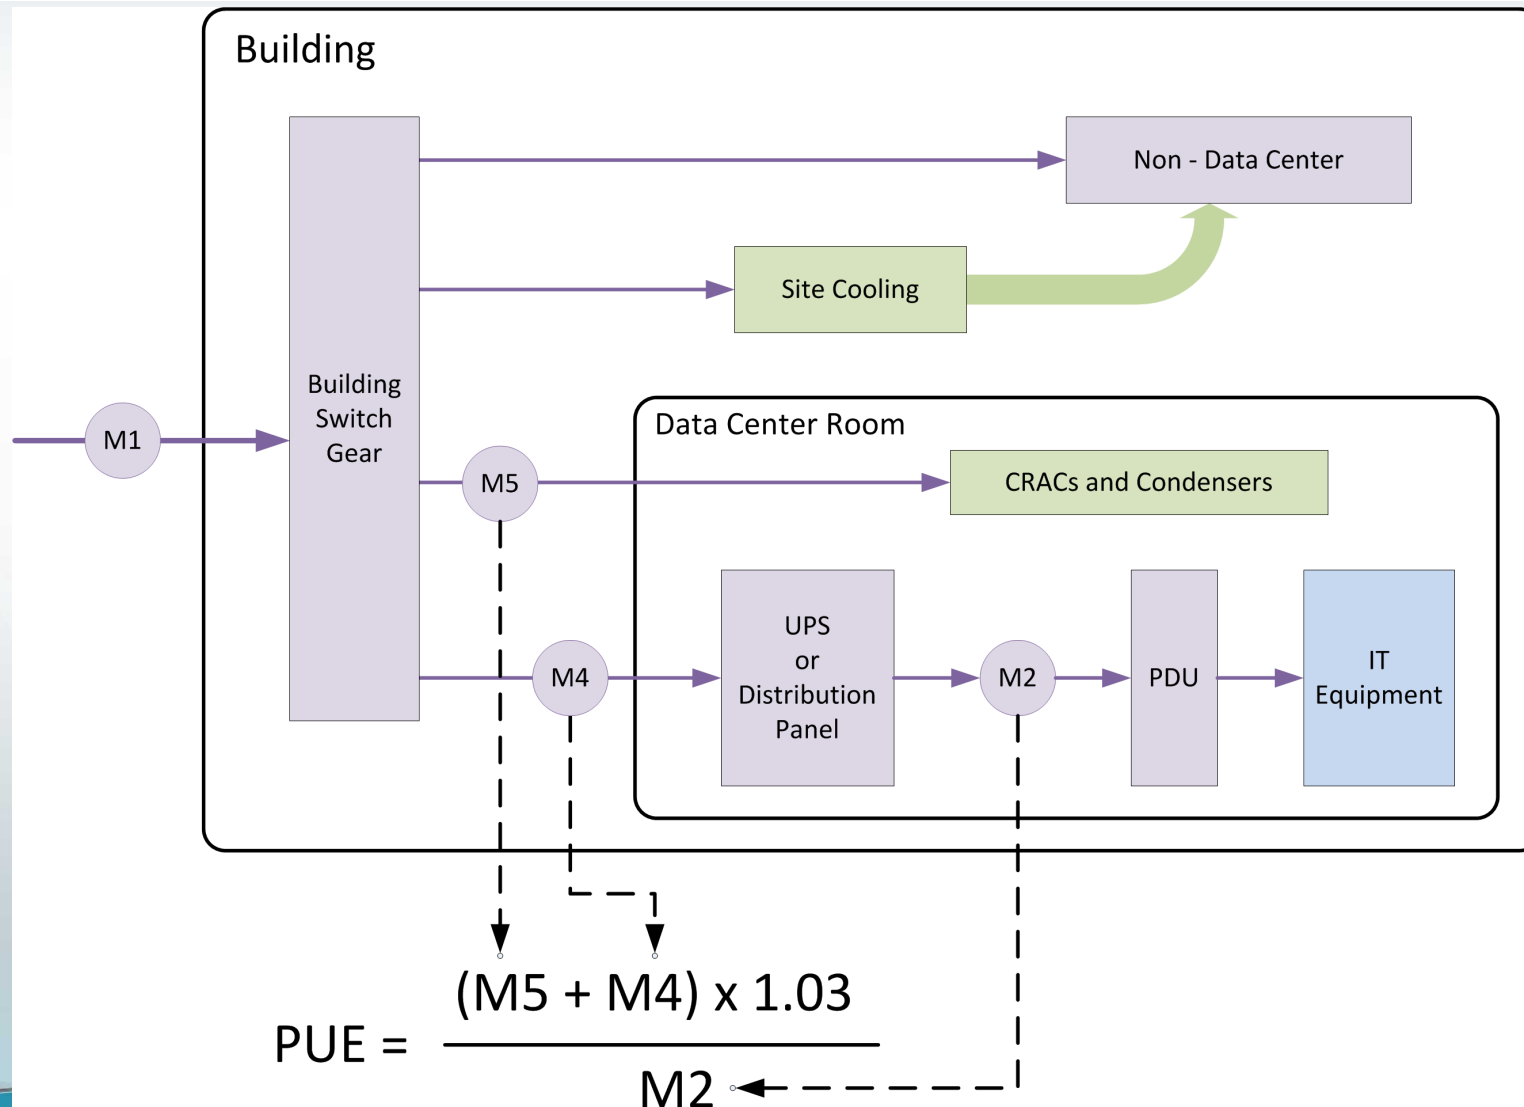 Building
Non - Data Center
Site Cooling
Building
Switch
Gear
M1
Data Center Room
M5
CRACs and Condensers
UPS
or
Distribution
Panel
M4
M2
PDU
IT
Equipment
(M5 + M4) x 1.03
PUE =
M2